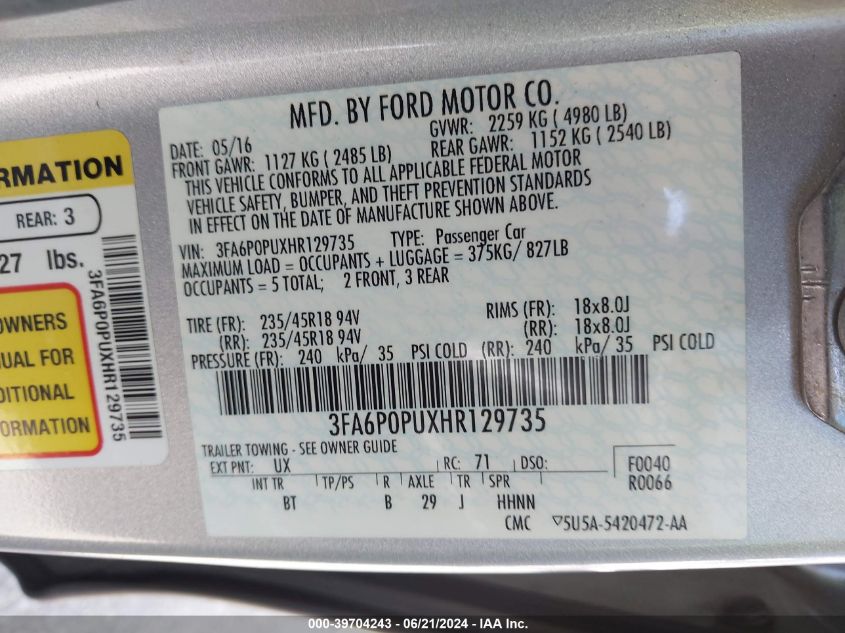 MFD. BY FORD MOTOR CO.
DATE: 05/16 GVWR: 2259 KG ( 4980 LB)
FRONT GAWR: 1127 KG ( 2485 LB) REAR GAWR: 1152 KG ( 2540 LB)
THIS VEHICLE CONFORMS TO ALL APPLICABLE FEDERAL MOTOR
VEHICLE SAFETY, BUMPER, AND THEFT PREVENTION STANDARDS
IN EFFECT ON THE DATE OF MANUFACTURE SHOWN ABOVE.
VIN: 3FA6P0PUXHR129735 TYPE: Passenger Car
MAXIMUM LOAD = OCCUPANTS + LUGGAGE = 375KG/ 827LB
OCCUPANTS = 5 TOTAL; 2 FRONT, 3 REAR
TIRE (FR): 235/45R18 94V RIMS (FR): 18x8.0J
(RR): 235/45R18 94V (RR): 18x8.0J
PRESSURE (FR): 240 kPa/ 35 PSI COLD (RR): 240 kPa/ 35 PSI COLD
3FA6P0PUXHR129735
TRAILER TOWING - SEE OWNER GUIDE
EXT PNT: UX RC: 71 DSO: F0040
R0066
INT TR TP/PS R AXLE TR SPR
BT B 29 J HHNN
CMC ▽5U5A-5420472-AA
RMATION
REAR: 3
27 lbs.
OWNERS
UAL FOR
DITIONAL
FORMATION
3FA6P0PUXHR129735
000-39704243 - 06/21/2024 - IAA Inc.